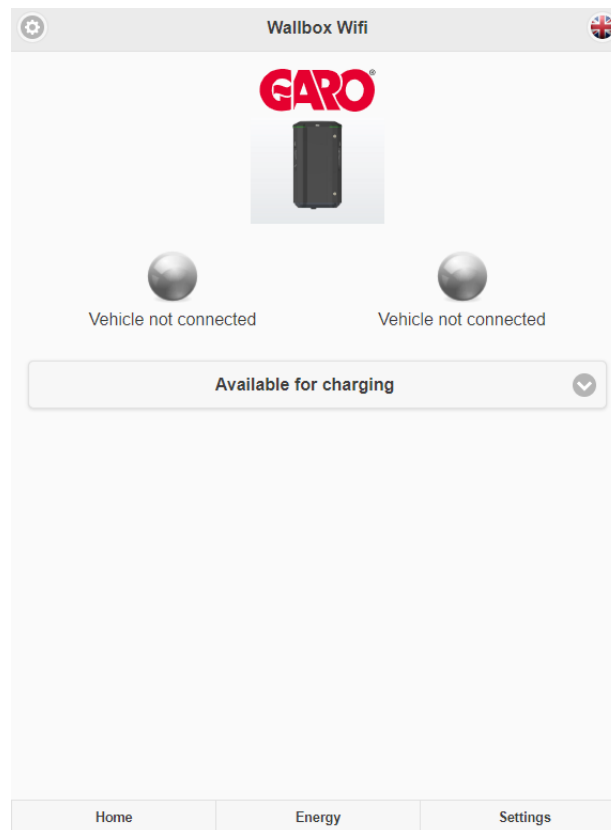 Wallbox Wifi
GARO®
Vehicle not connected
Vehicle not connected
Available for charging
Home
Energy
Settings